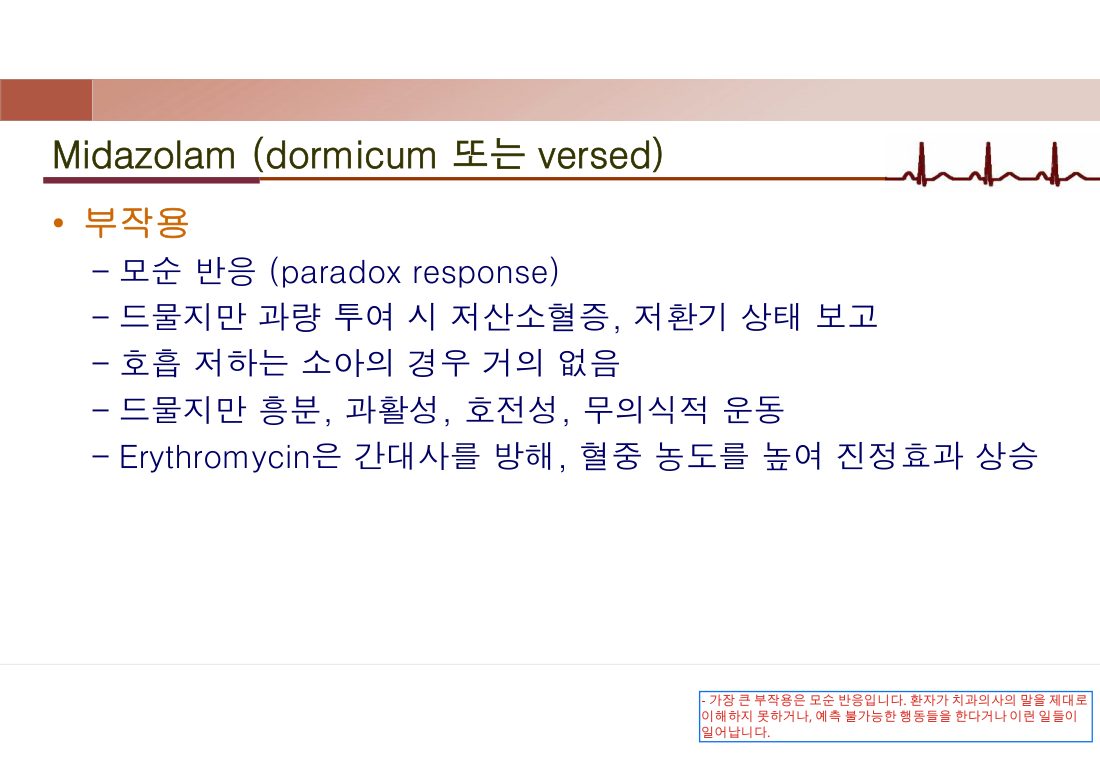 Midazolam (dormicum 또는 versed)
• 부작용
– 모순 반응 (paradox response)
– 드물지만 과량 투여 시 저산소혈증, 저환기 상태 보고
– 호흡 저하는 소아의 경우 거의 없음
– 드물지만 흥분, 과활성, 호전성, 무의식적 운동
– Erythromycin은 간대사를 방해, 혈중 농도를 높여 진정효과 상승
- 가장 큰 부작용은 모순 반응입니다. 환자가 치과의사의 말을 제대로
이해하지 못하거나, 예측 불가능한 행동들을 한다거나 이런 일들이
일어납니다.